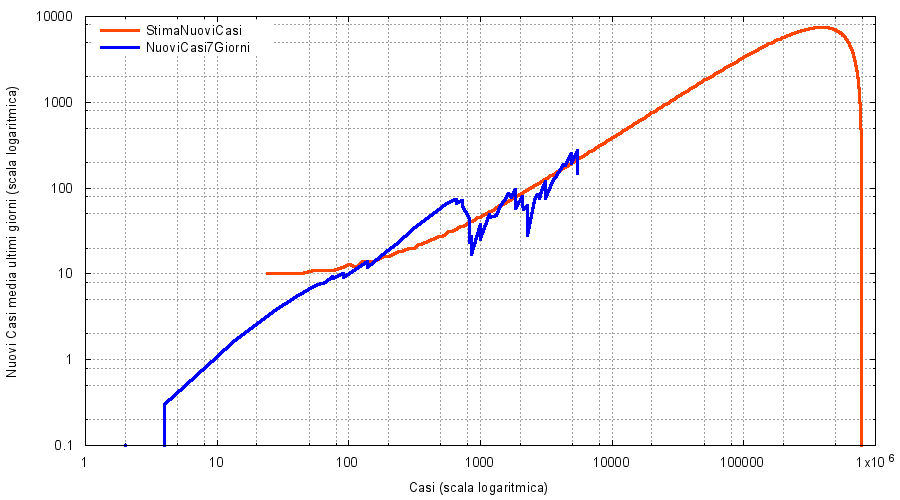 10000
StimaNuoviCasi
NuoviCasi7Giorni
1000
100
10
1
0.1
Nuovi Casi media ultimi giorni (scala logaritmica)
1 10 100 1000 10000 100000 1x10 6
Casi (scala logaritmica)